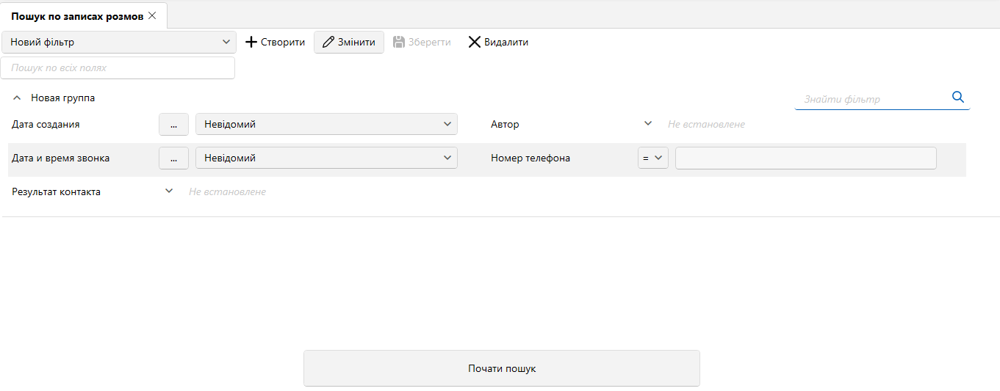 Пошук по записах розмов
Новий фільтр Створити Змінити Зберегти Видалити
Пошук по всіх полях
Новая группа Знайти фільтр
Дата создания ... Невідомий Автор Не встановлене
Дата и время звонка ... Невідомий Номер телефона =
Результат контакта Не встановлене
Почати пошук